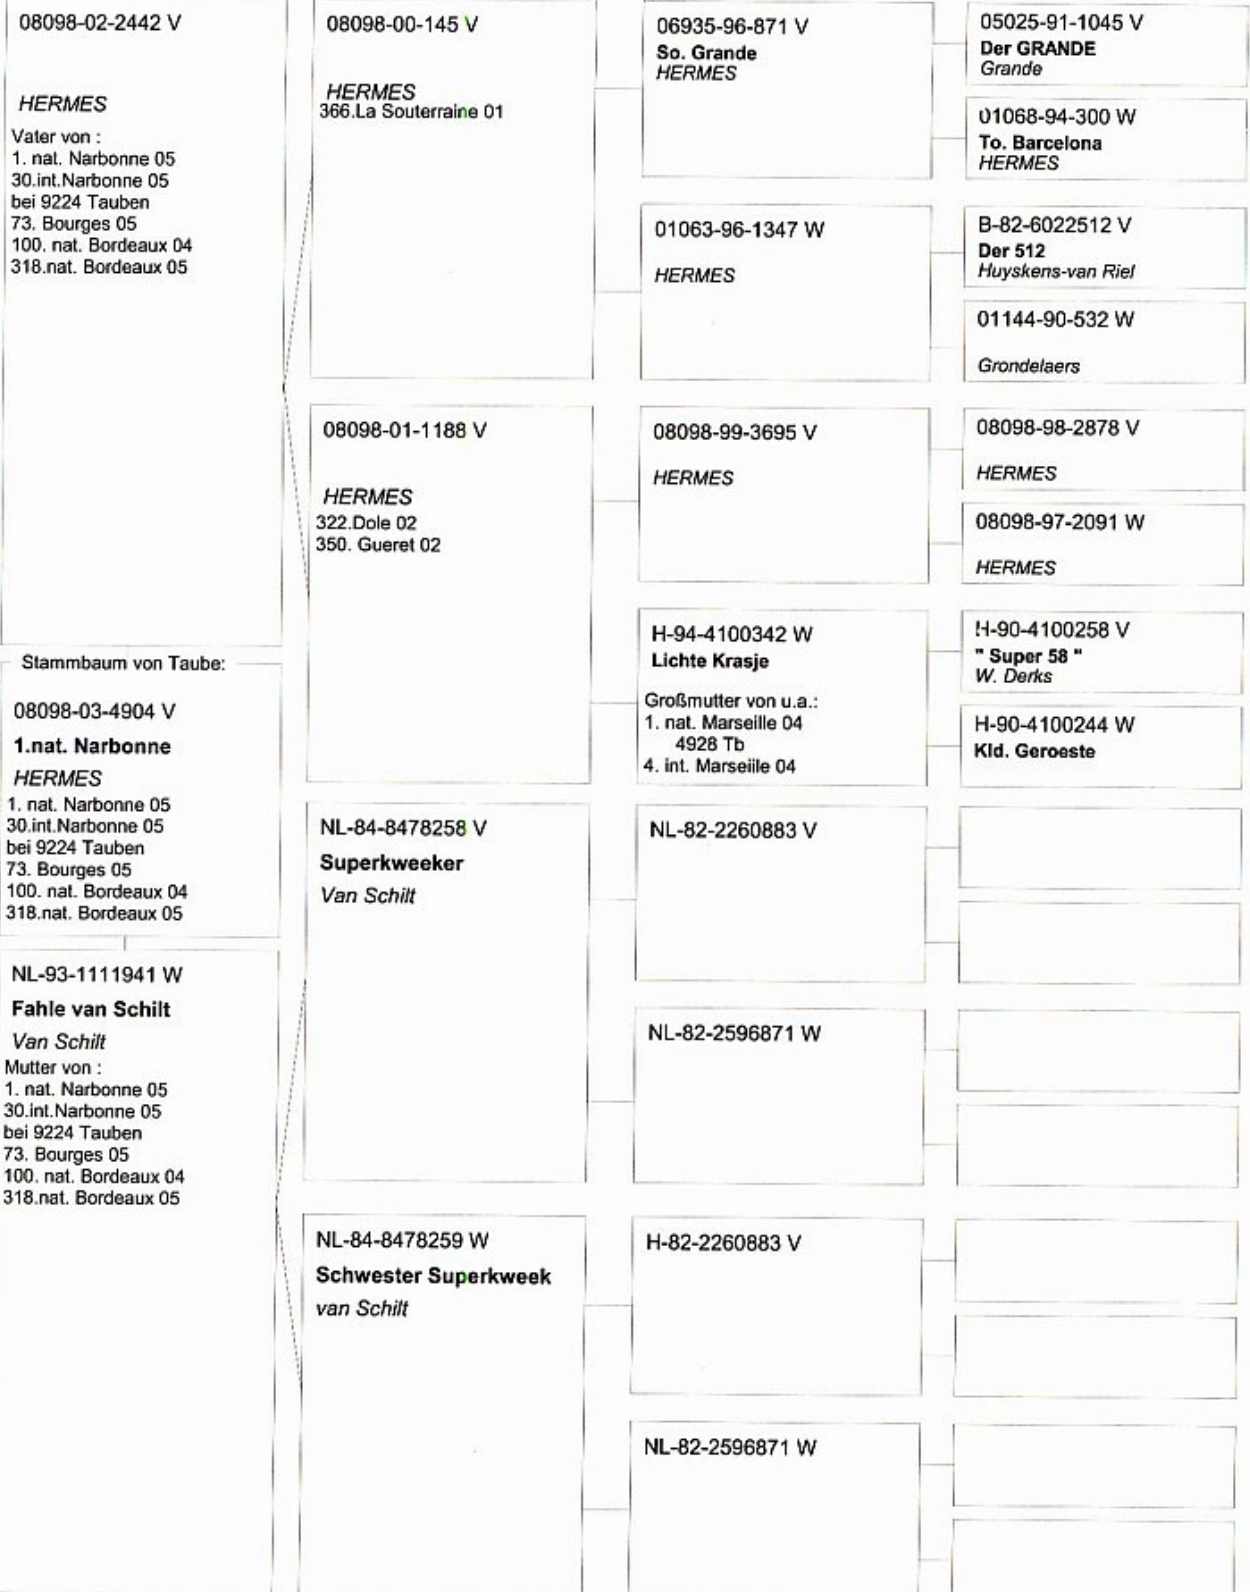 08098-02-2442 V
HERMES
Vater von :
1. nat. Narbonne 05
30.int.Narbonne 05
bei 9224 Tauben
73. Bourges 05
100. nat. Bordeaux 04
318.nat. Bordeaux 05
Stammbaum von Taube:
08098-03-4904 V
1.nat. Narbonne
HERMES
1. nat. Narbonne 05
30.int.Narbonne 05
bei 9224 Tauben
73. Bourges 05
100. nat. Bordeaux 04
318.nat. Bordeaux 05
NL-93-1111941 W
Fahle van Schilt
Van Schilt
Mutter von :
1. nat. Narbonne 05
30.int.Narbonne 05
bei 9224 Tauben
73. Bourges 05
100. nat. Bordeaux 04
318.nat. Bordeaux 05
08098-00-145 V
HERMES
366.La Souterraine 01
08098-01-1188 V
HERMES
322.Dole 02
350. Gueret 02
NL-84-8478258 V
Superkweeker
Van Schilt
NL-84-8478259 W
Schwester Superkweek
van Schilt
06935-96-871 V
So. Grande
HERMES
01063-96-1347 W
HERMES
08098-99-3695 V
HERMES
H-94-4100342 W
Lichte Krasje
Großmutter von u.a.:
1. nat. Marseille 04
4928 Tb
4. int. Marseille 04
NL-82-2260883 V
NL-82-2596871 W
H-82-2260883 V
NL-82-2596871 W
05025-91-1045 V
Der GRANDE
Grande
01068-94-300 W
To. Barcelona
HERMES
B-82-6022512 V
Der 512
Huyskens-van Riel
01144-90-532 W
Grondelaers
08098-98-2878 V
HERMES
08098-97-2091 W
HERMES
H-90-4100258 V
" Super 58 "
W. Derks
H-90-4100244 W
Kld. Geroeste